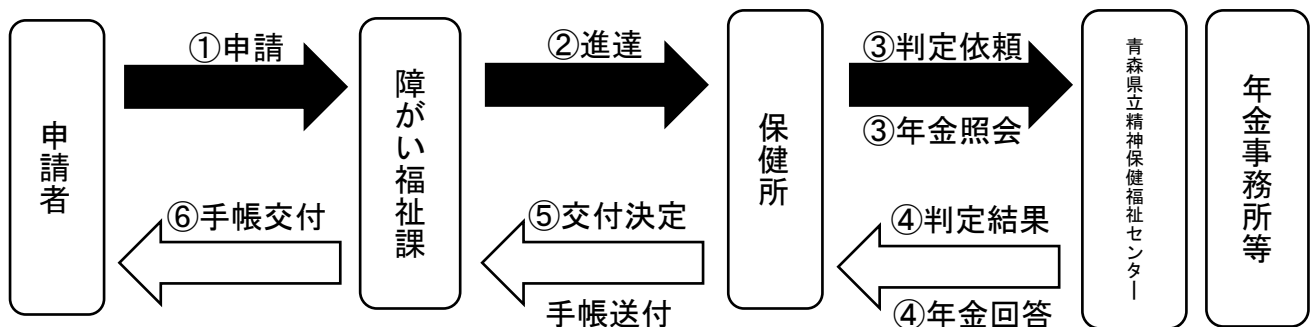 申請者
①申請
⑥手帳交付
障がい福祉課
②進達
⑤交付決定
手帳送付
保健所
③判定依頼
③年金照会
④判定結果
④年金回答
青森県立精神保健福祉センター
年金事務所等